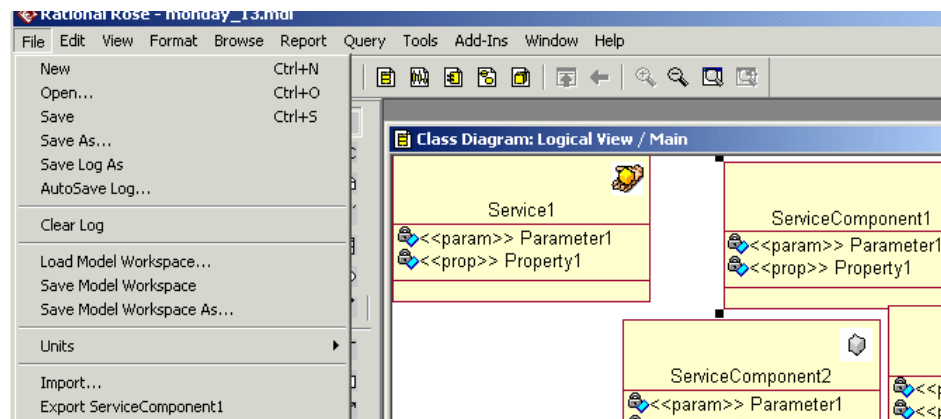 Rational Rose - monday_13.mdl
File Edit View Format Browse Report Query Tools Add-Ins Window Help
New Ctrl+N
Open... Ctrl+O
Save Ctrl+S
Save As...
Save Log As
AutoSave Log...
Clear Log
Load Model Workspace...
Save Model Workspace
Save Model Workspace As...
Units
Import...
Export ServiceComponent1
Class Diagram: Logical View / Main
Service1
<<param>> Parameter1
<<prop>> Property1
ServiceComponent1
<<param>> Parameter1
<<prop>> Property1
ServiceComponent2
<<param>> Parameter1